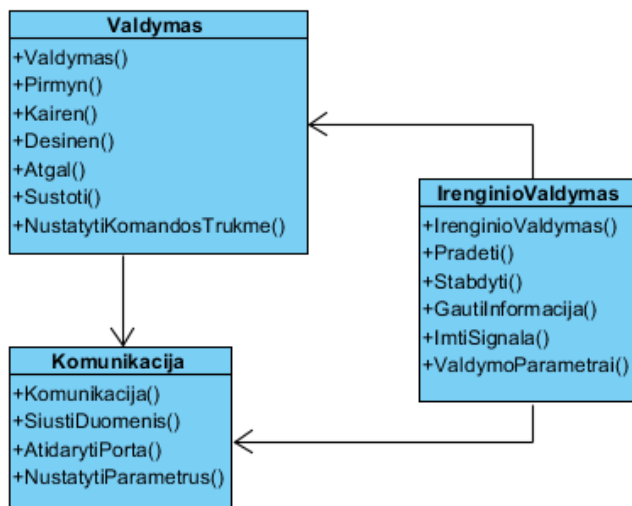 Valdymas
+Valdymas()
+Pirmyn()
+Kairen()
+Desinen()
+Atgal()
+Sustoti()
+NustatytiKomandosTrukme()
IrenginioValdymas
+IrenginioValdymas()
+Pradeti()
+Stabdyti()
+GautiInformacija()
+ImtiSignala()
+ValdymoParametrai()
Komunikacija
+Komunikacija()
+SiustiDuomenis()
+AtidarytiPorta()
+NustatytiParametrus()